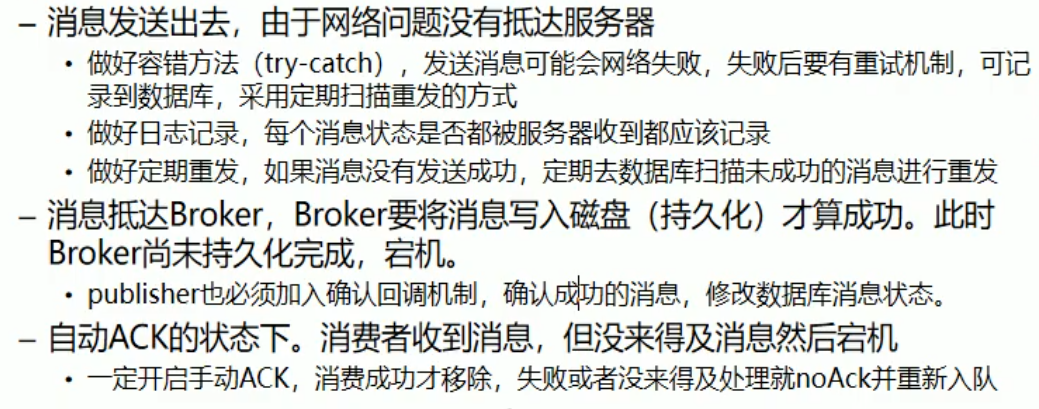 – 消息发送出去，由于网络问题没有抵达服务器
• 做好容错方法（try-catch），发送消息可能会网络失败，失败后要有重试机制，可记
录到数据库，采用定期扫描重发的方式
• 做好日志记录，每个消息状态是否都被服务器收到都应该记录
• 做好定期重发，如果消息没有发送成功，定期去数据库扫描未成功的消息进行重发
– 消息抵达Broker，Broker要将消息写入磁盘（持久化）才算成功。此时
Broker尚未持久化完成，宕机。
• publisher也必须加入确认回调机制，确认成功的消息，修改数据库消息状态。
– 自动ACK的状态下。消费者收到消息，但没来得及消息然后宕机
• 一定开启手动ACK，消费成功才移除，失败或者没来得及处理就noAck并重新入队